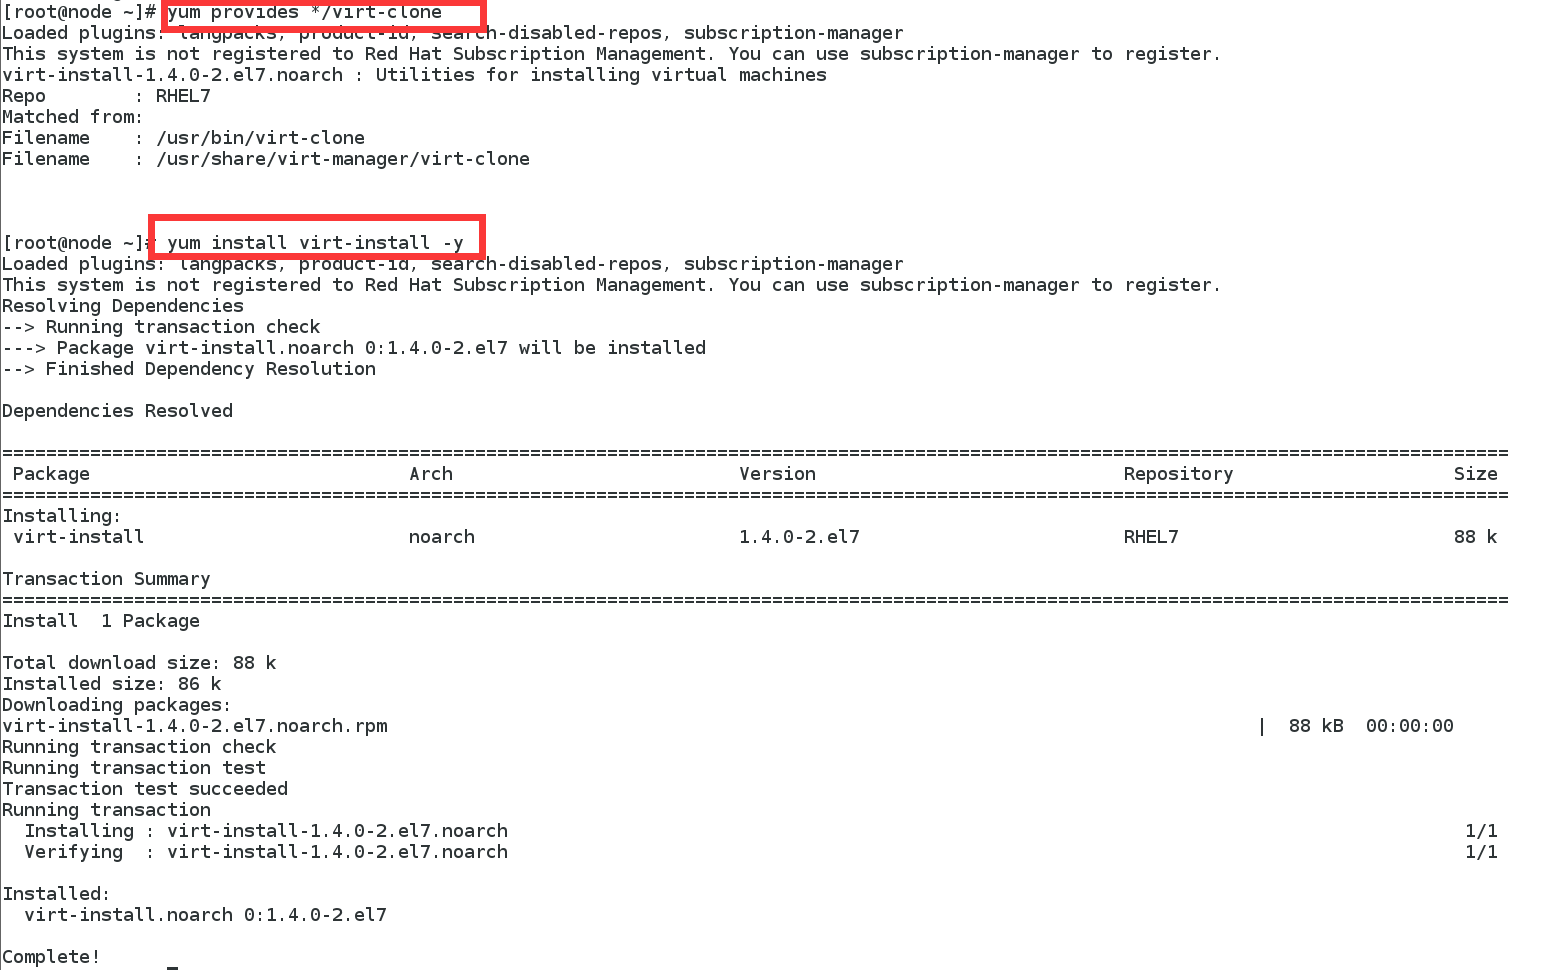 [root@node ~]# yum provides */virt-clone
Loaded plugins: langpacks, product-id, search-disabled-repos, subscription-manager
This system is not registered to Red Hat Subscription Management. You can use subscription-manager to register.
virt-install-1.4.0-2.el7.noarch : Utilities for installing virtual machines
Repo        : RHEL7
Matched from:
Filename    : /usr/bin/virt-clone
Filename    : /usr/share/virt-manager/virt-clone
[root@node ~]# yum install virt-install -y
Loaded plugins: langpacks, product-id, search-disabled-repos, subscription-manager
This system is not registered to Red Hat Subscription Management. You can use subscription-manager to register.
Resolving Dependencies
--> Running transaction check
---> Package virt-install.noarch 0:1.4.0-2.el7 will be installed
--> Finished Dependency Resolution
Dependencies Resolved
=========================================================================================================================================
Package Arch Version Repository Size
=========================================================================================================================================
Installing:
virt-install noarch 1.4.0-2.el7 RHEL7 88 k
Transaction Summary
=========================================================================================================================================
Install  1 Package
Total download size: 88 k
Installed size: 86 k
Downloading packages:
virt-install-1.4.0-2.el7.noarch.rpm |  88 kB  00:00:00
Running transaction check
Running transaction test
Transaction test succeeded
Running transaction
Installing : virt-install-1.4.0-2.el7.noarch 1/1
Verifying  : virt-install-1.4.0-2.el7.noarch 1/1
Installed:
virt-install.noarch 0:1.4.0-2.el7
Complete!